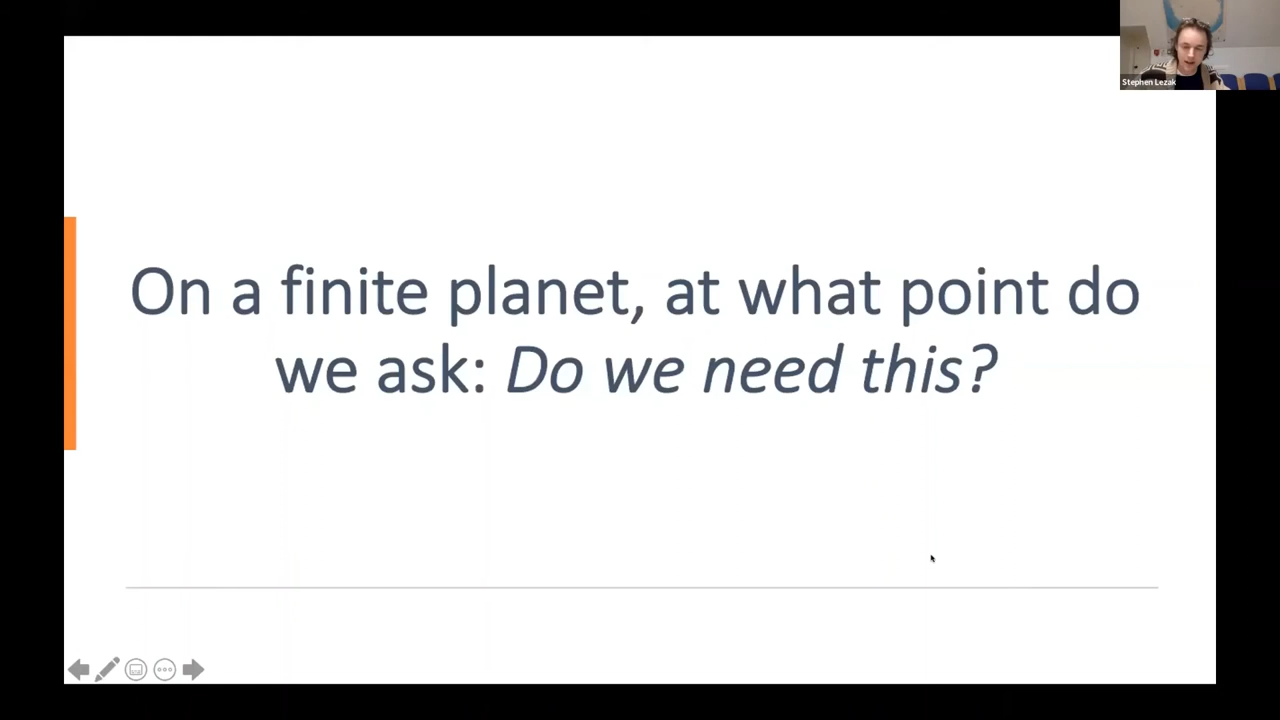 Stephen Lezak
On a finite planet, at what point do
we ask: Do we need this?